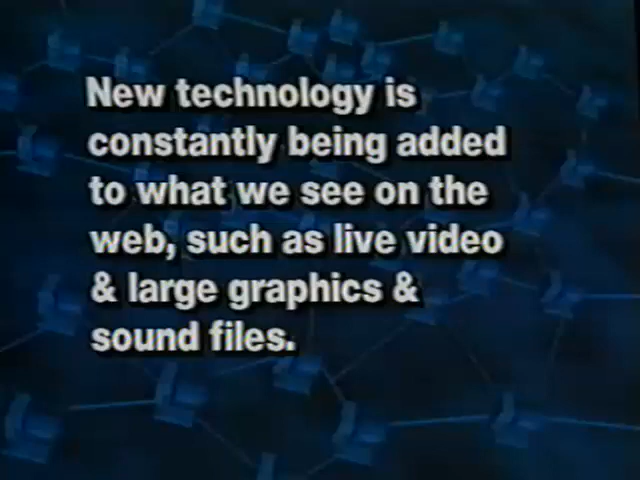 New technology is
constantly being added
to what we see on the
web, such as live video
& large graphics &
sound files.